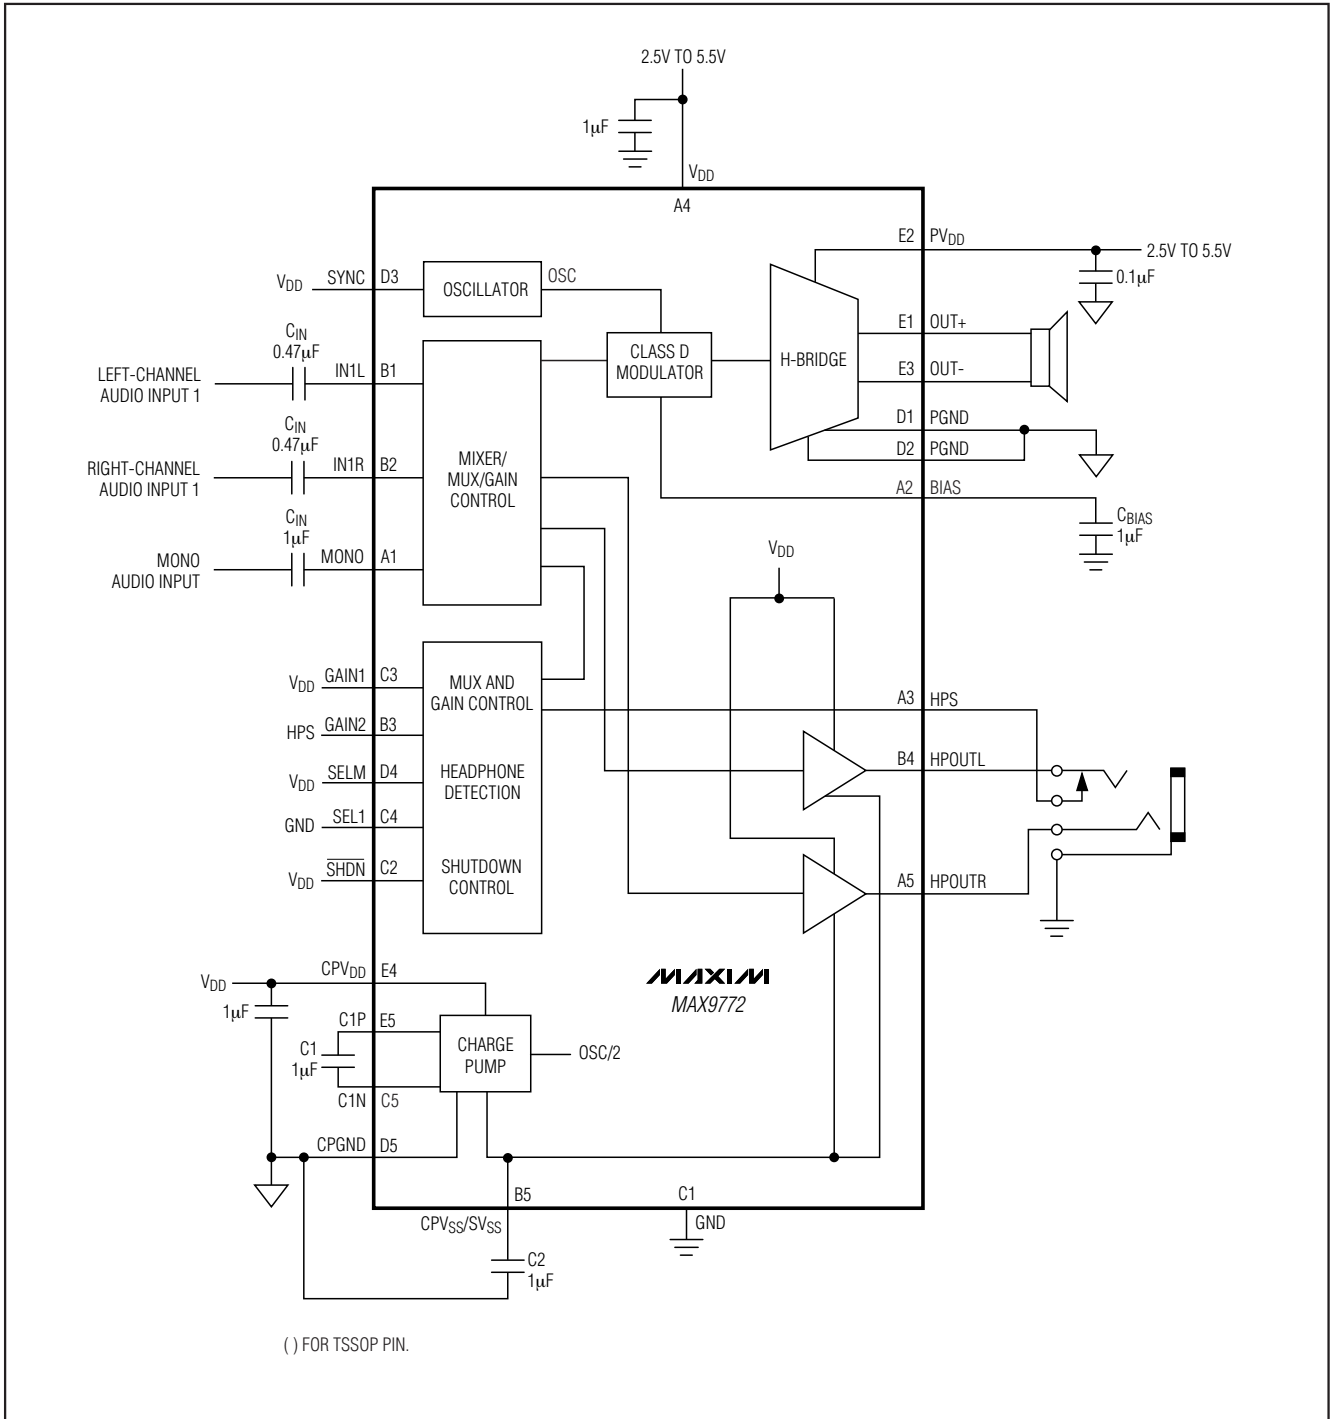 2.5V TO 5.5V
1µF
VDD
A4
E2 PVDD
2.5V TO 5.5V
0.1µF
VDD SYNC D3
OSCILLATOR
OSC
CIN
0.47µF
LEFT-CHANNEL
AUDIO INPUT 1
IN1L B1
CLASS D
MODULATOR
H-BRIDGE
E1 OUT+
E3 OUT-
D1 PGND
D2 PGND
CIN
0.47µF
RIGHT-CHANNEL
AUDIO INPUT 1
IN1R B2
MIXER/
MUX/GAIN
CONTROL
A2 BIAS
CBIAS
1µF
CIN
1µF
MONO
AUDIO INPUT
MONO A1
VDD
VDD GAIN1 C3
HPS GAIN2 B3
VDD SELM D4
GND SEL1 C4
VDD SHDN C2
MUX AND
GAIN CONTROL
HEADPHONE
DETECTION
SHUTDOWN
CONTROL
A3 HPS
B4 HPOUTL
A5 HPOUTR
MAXIM
MAX9772
VDD
CPVDD E4
1µF
C1P E5
C1
1µF
C1N C5
CHARGE
PUMP
OSC/2
CPGND D5
B5
CPVSS/SVSS
C1
GND
C2
1µF
( ) FOR TSSOP PIN.